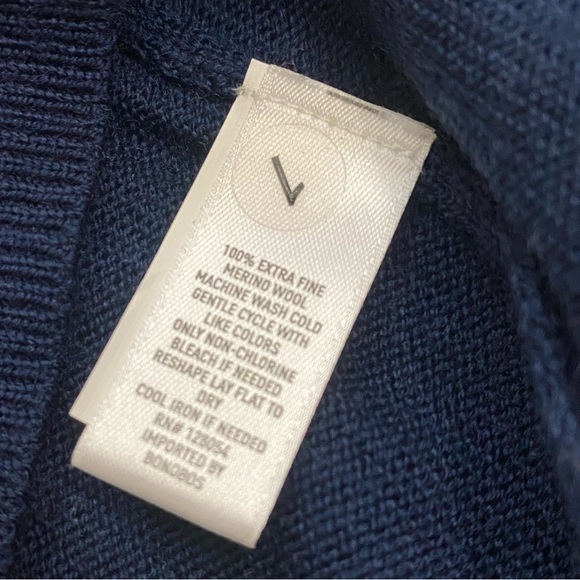 100% EXTRA FINE
MERINO WOOL
MACHINE WASH COLD
GENTLE CYCLE WITH
LIKE COLORS
ONLY NON-CHLORINE
BLEACH IF NEEDED
RESHAPE LAY FLAT TO
DRY
COOL IRON IF NEEDED
RN# 125054
IMPORTED BY
BONOBOS